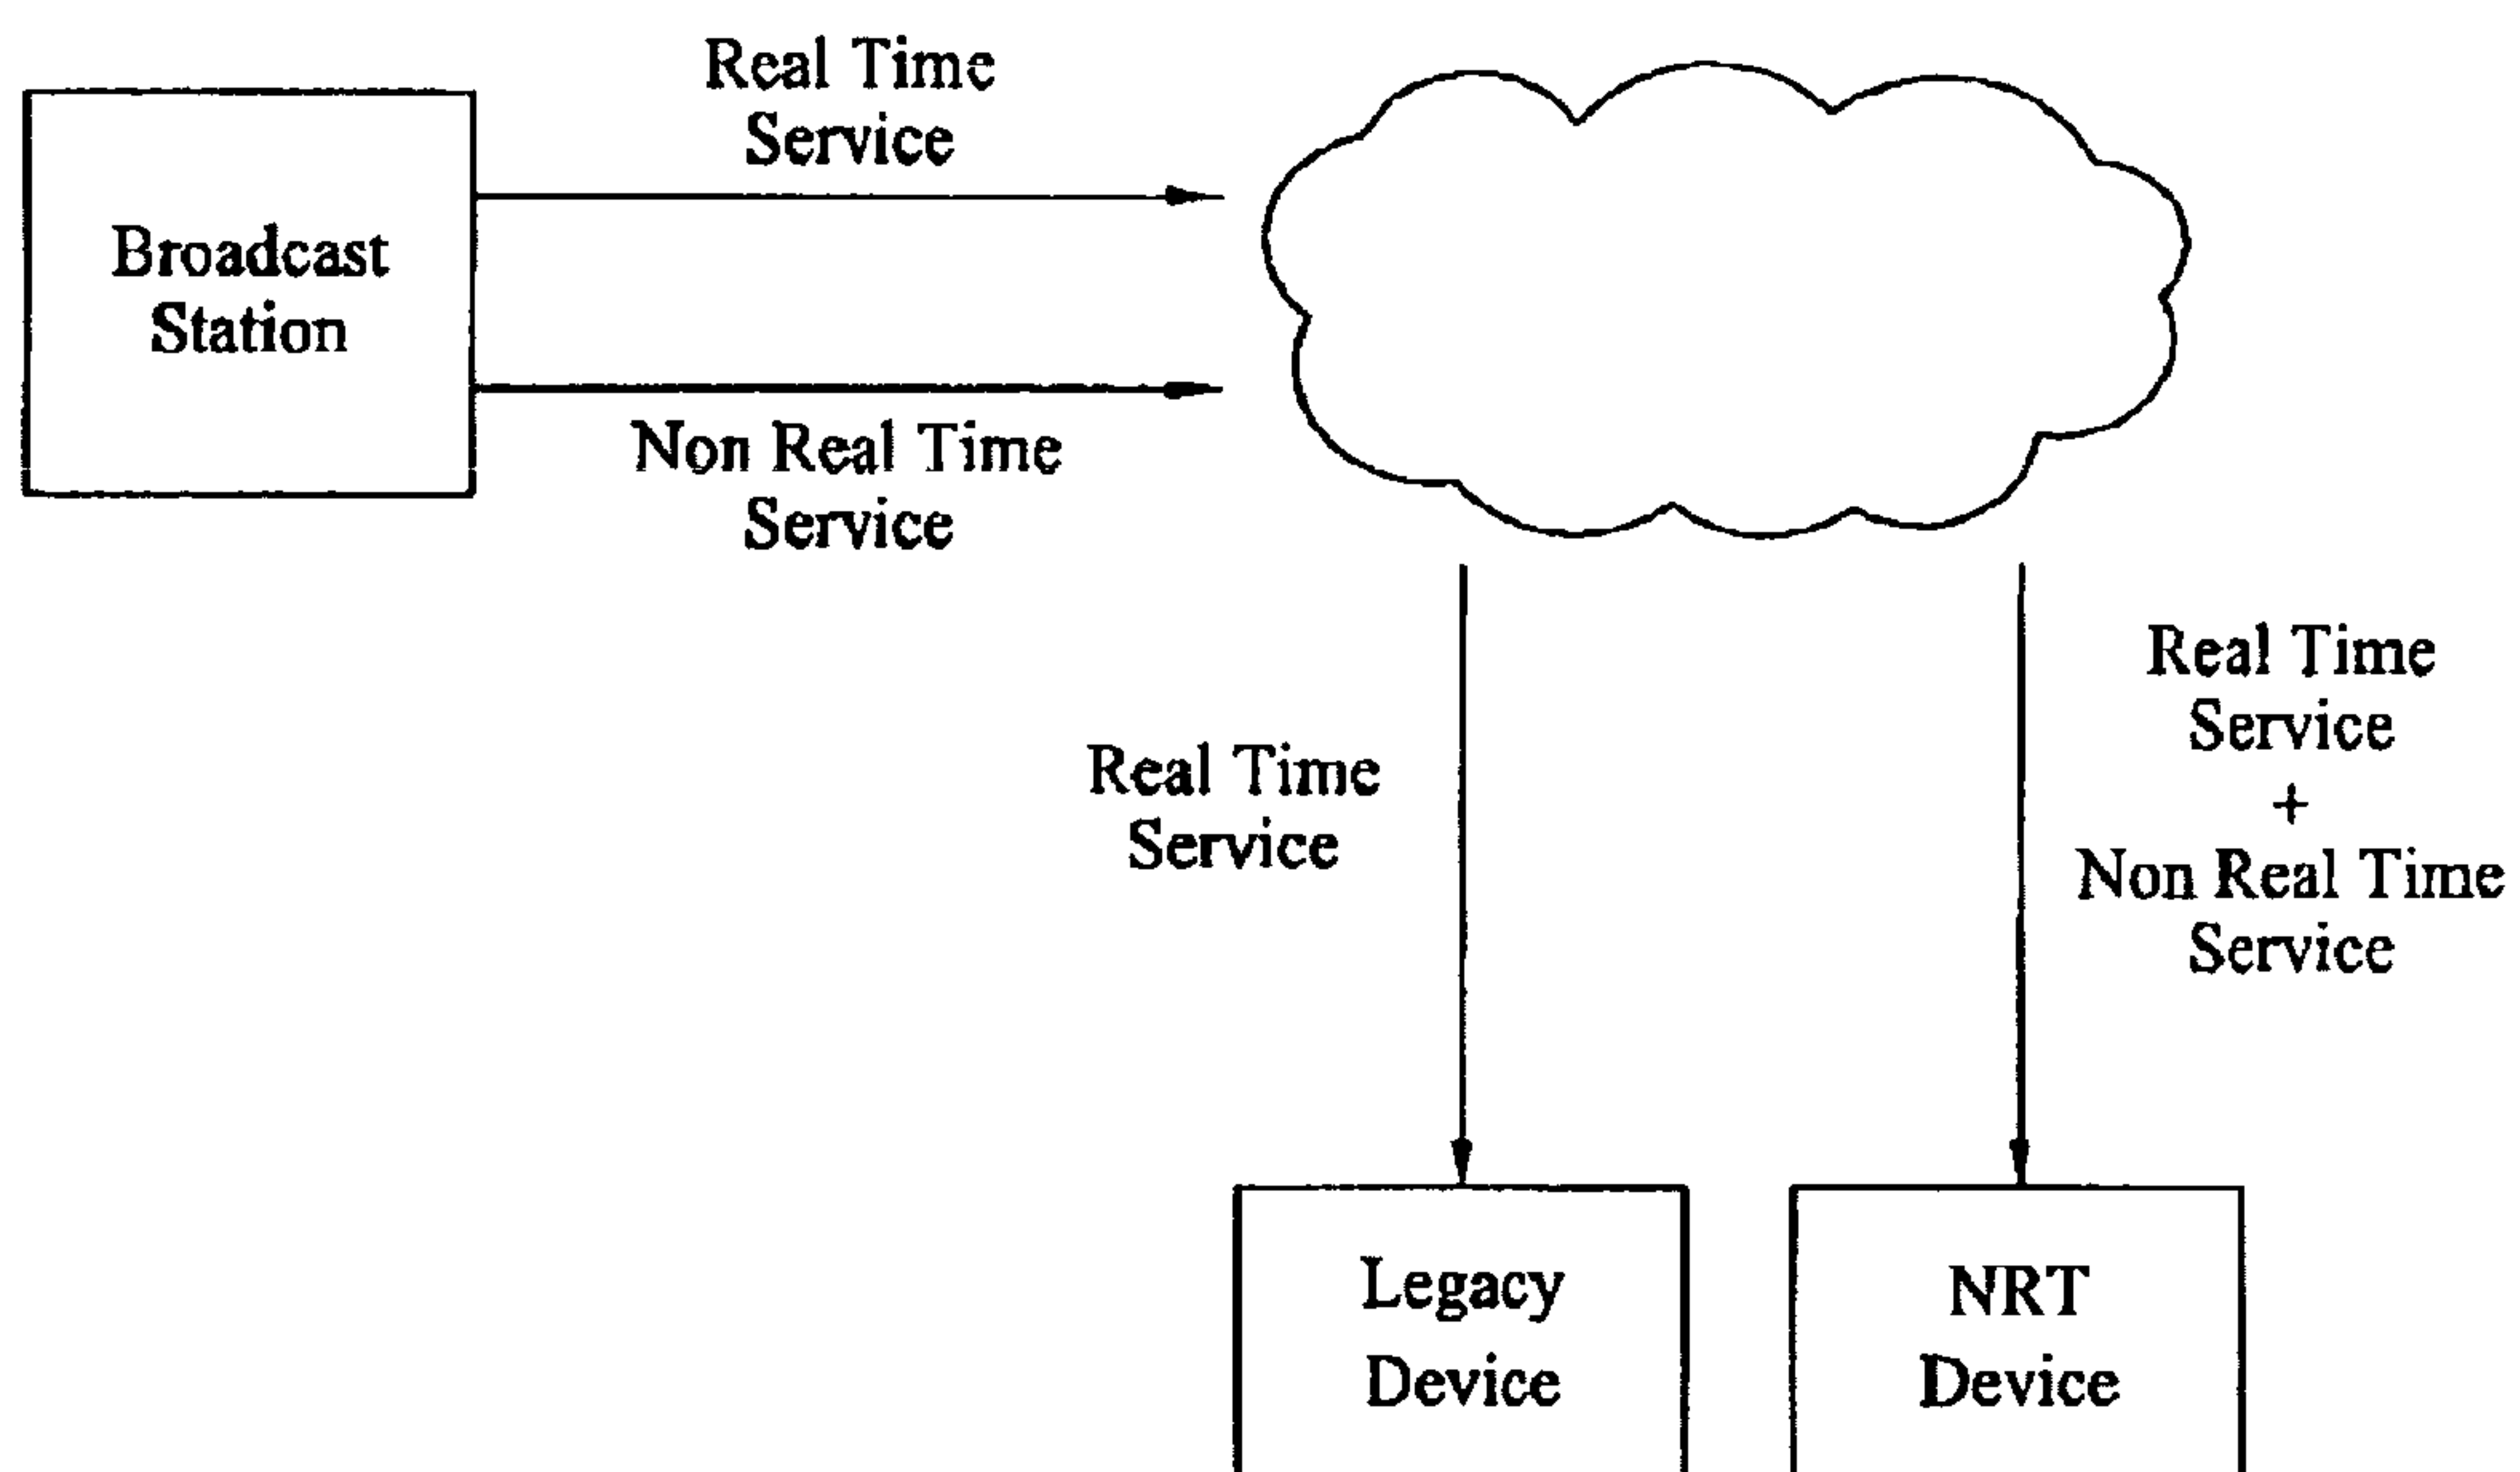 Real Time
Service
Broadcast
Station
Non Real Time
Service
Real Time
Service
Real Time
Service
+
Non Real Time
Service
Legacy
Device
NRT
Device